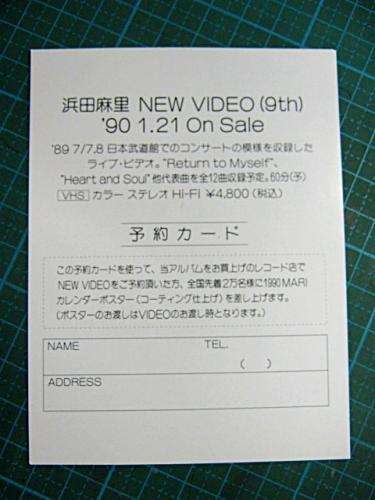 浜田麻里 NEW VIDEO (9th)
'90 1.21 On Sale
'89 7/7.8 日本武道館でのコンサートの模様を収録した
ライブ・ビデオ。"Return to Myself"、
"Heart and Soul"他代表曲を全12曲収録予定。60分(予)
VHS カラー ステレオ Hi-Fi ¥4,800(税込)
予約カード
この予約カードを使って、当アルバムをお買上げのレコード店で
NEW VIDEOをご予約頂いた方、全国先着2万名様に1990 MARI
カレンダーポスター(コーティング仕上げ)を差し上げます。
(ポスターのお渡しはVIDEOのお渡し時となります。)
NAME TEL.
( )
ADDRESS